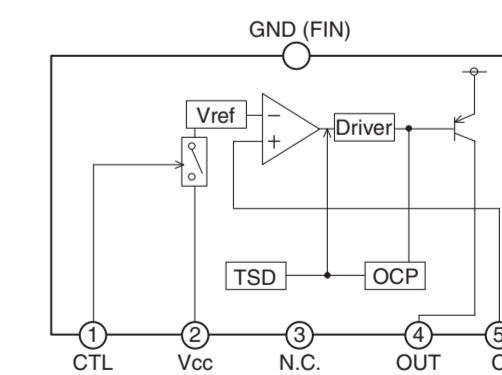 GND (FIN)
Vref
−
+
Driver
TSD
OCP
1 2 3 4 5
CTL Vcc N.C. OUT C